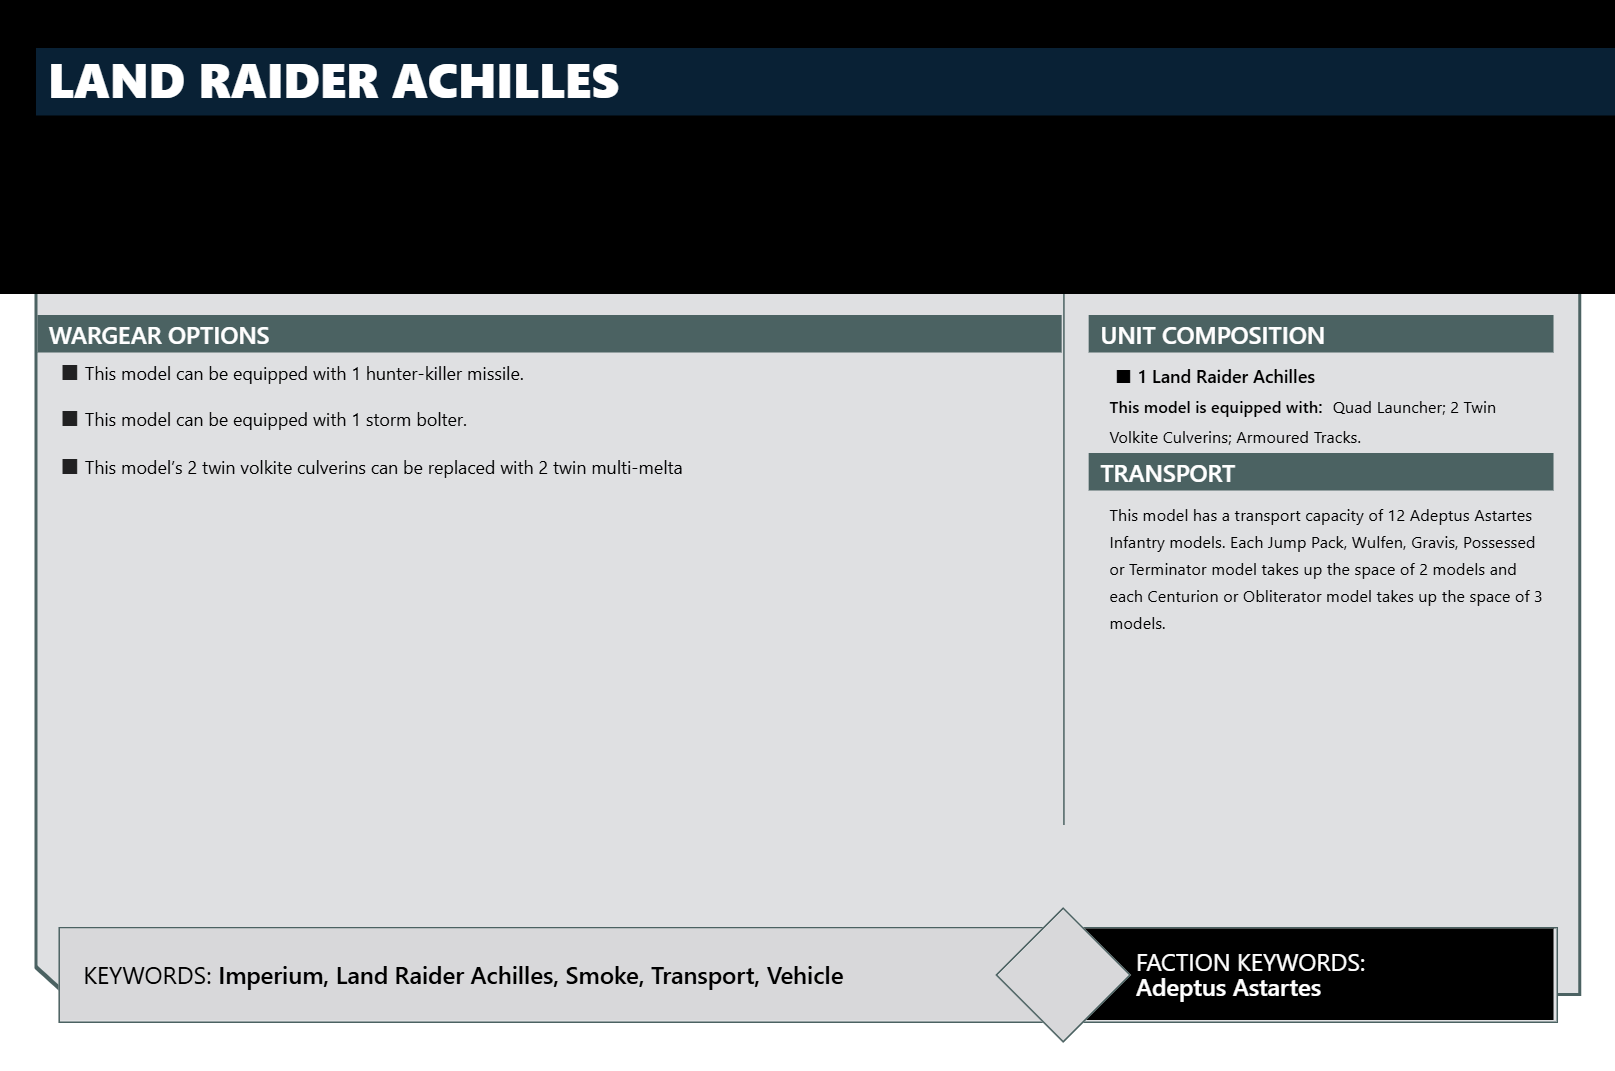 LAND RAIDER ACHILLES
WARGEAR OPTIONS
■ This model can be equipped with 1 hunter-killer missile.
■ This model can be equipped with 1 storm bolter.
■ This model’s 2 twin volkite culverins can be replaced with 2 twin multi-melta
UNIT COMPOSITION
■ 1 Land Raider Achilles
This model is equipped with: Quad Launcher; 2 Twin
Volkite Culverins; Armoured Tracks.
TRANSPORT
This model has a transport capacity of 12 Adeptus Astartes
Infantry models. Each Jump Pack, Wulfen, Gravis, Possessed
or Terminator model takes up the space of 2 models and
each Centurion or Obliterator model takes up the space of 3
models.
KEYWORDS: Imperium, Land Raider Achilles, Smoke, Transport, Vehicle
FACTION KEYWORDS:
Adeptus Astartes